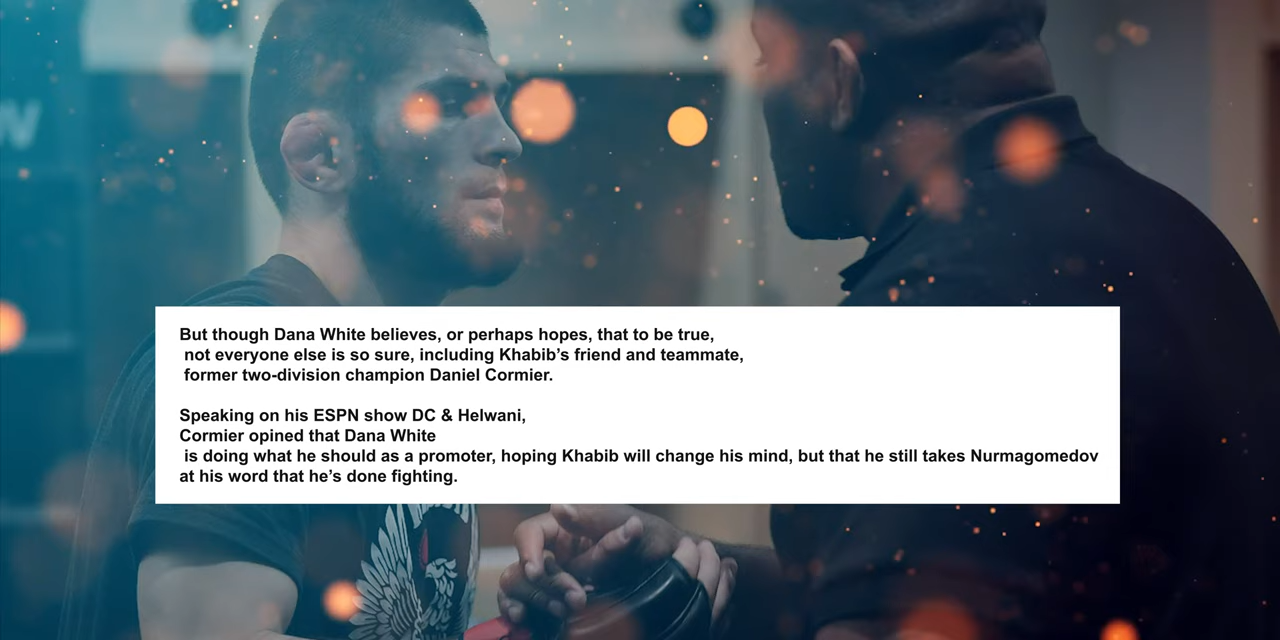 But though Dana White believes, or perhaps hopes, that to be true,
not everyone else is so sure, including Khabib’s friend and teammate,
former two-division champion Daniel Cormier.
Speaking on his ESPN show DC & Helwani,
Cormier opined that Dana White
is doing what he should as a promoter, hoping Khabib will change his mind, but that he still takes Nurmagomedov
at his word that he’s done fighting.